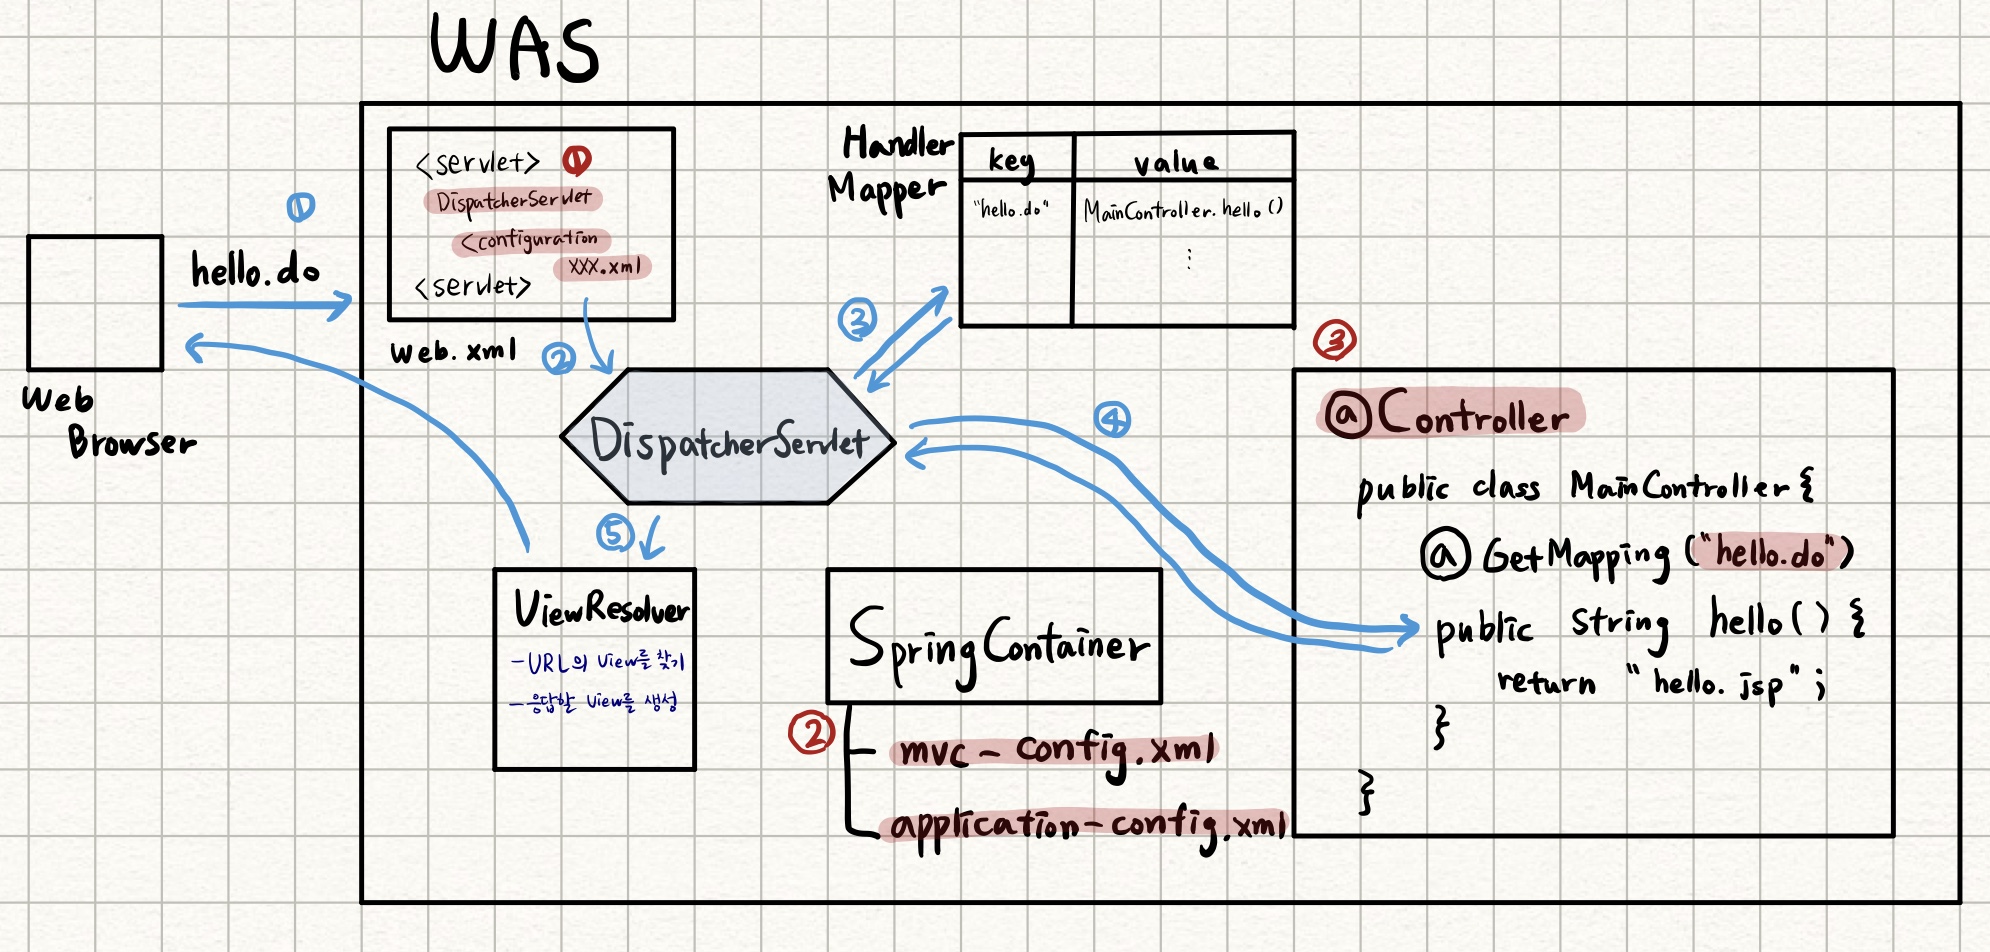 WAS
①
hello.do
Web
Browser
<servlet> ①
DispatcherServlet
<configuration
XXX.xml
<servlet>
web.xml
②
Handler
Mapper
key value
"hello.do" MainController.hello()
⋮
③
DispatcherServlet
④
⑤
ViewResolver
-URL의 View를 찾기
-응답할 View를 생성
SpringContainer
②
mvc-config.xml
application-config.xml
③
@Controller
public class MainController {
@GetMapping ("hello.do")
public String hello() {
return "hello.jsp";
}
}